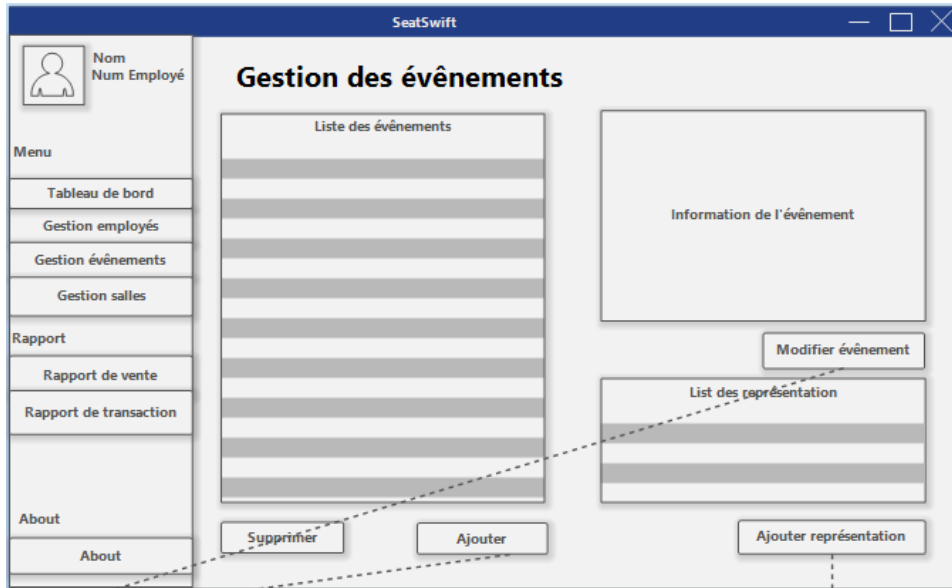 SeatSwift
Nom
Num Employé
Menu
Tableau de bord
Gestion employés
Gestion évênements
Gestion salles
Rapport
Rapport de vente
Rapport de transaction
About
About
Gestion des évênements
Liste des évênements
Supprimer
Ajouter
Information de l'évênement
Modifier évênement
List des représentation
Ajouter représentation